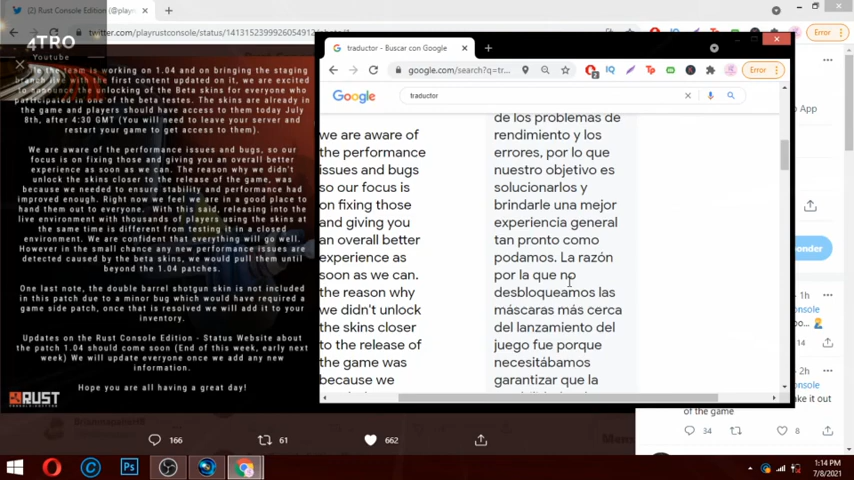 (2) Twitter
Rust Console Edition (@play
traductor - Buscar con Google
twitter.com/playrustconsole/status/
Error
4TRO
Youtube
google.com/search?q=tr...
Error
Google
traductor
the team is working on 1.04 and on bringing the staging
branch live with the first content updated on it, we are excited
to announce the unlocking of the Beta skins for everyone who
participated in one of the beta testes. The skins are already
in the game and players should have access to them today July
8th, after 4:30 GMT (You will need to leave your server and
restart your game to get access to them).
We are aware of the performance issues and bugs, so our
focus is on fixing those and giving you an overall better
experience as soon as we can. The reason why we didn't
unlock the skins closer to the release of the game, was
because we needed to ensure stability and performance had
improved enough. Right now we feel we are in a good place to
hand them out to everyone. With this said, releasing into the
live environment with thousands of players using the skins at
the same time is different from testing it in a closed
environment. We are confident that everything will go well.
However in the small chance any new performance issues are
detected caused by the beta skins, we would pull them until
beyond the 1.04 patches.
One last note, the double barrel shotgun skin is not included
in this patch due to a minor bug which would have required a
game side patch, once that is resolved we will add it to your
inventory.
Updates on the Rust Console Edition - Status Website about
the patch 1.04 should come soon (End of this week, early next
week) We will update everyone once we add any new
information.
Hope you are all having a great day!
RUST
we are aware of
the performance
issues and bugs
so our focus is
on fixing those
and giving you
an overall better
experience as
soon as we can.
the reason why
we didn't unlock
the skins closer
to the release of
the game was
because we
de los problemas de
rendimiento y los
errores, por lo que
nuestro objetivo es
solucionarlos y
brindarle una mejor
experiencia general
tan pronto como
podamos. La razón
por la que no
desbloqueamos las
máscaras más cerca
del lanzamiento del
juego fue porque
necesitábamos
garantizar que la
App
1h
14
2h
of the game
34
8
166
61
662
1:14 PM
7/8/2021